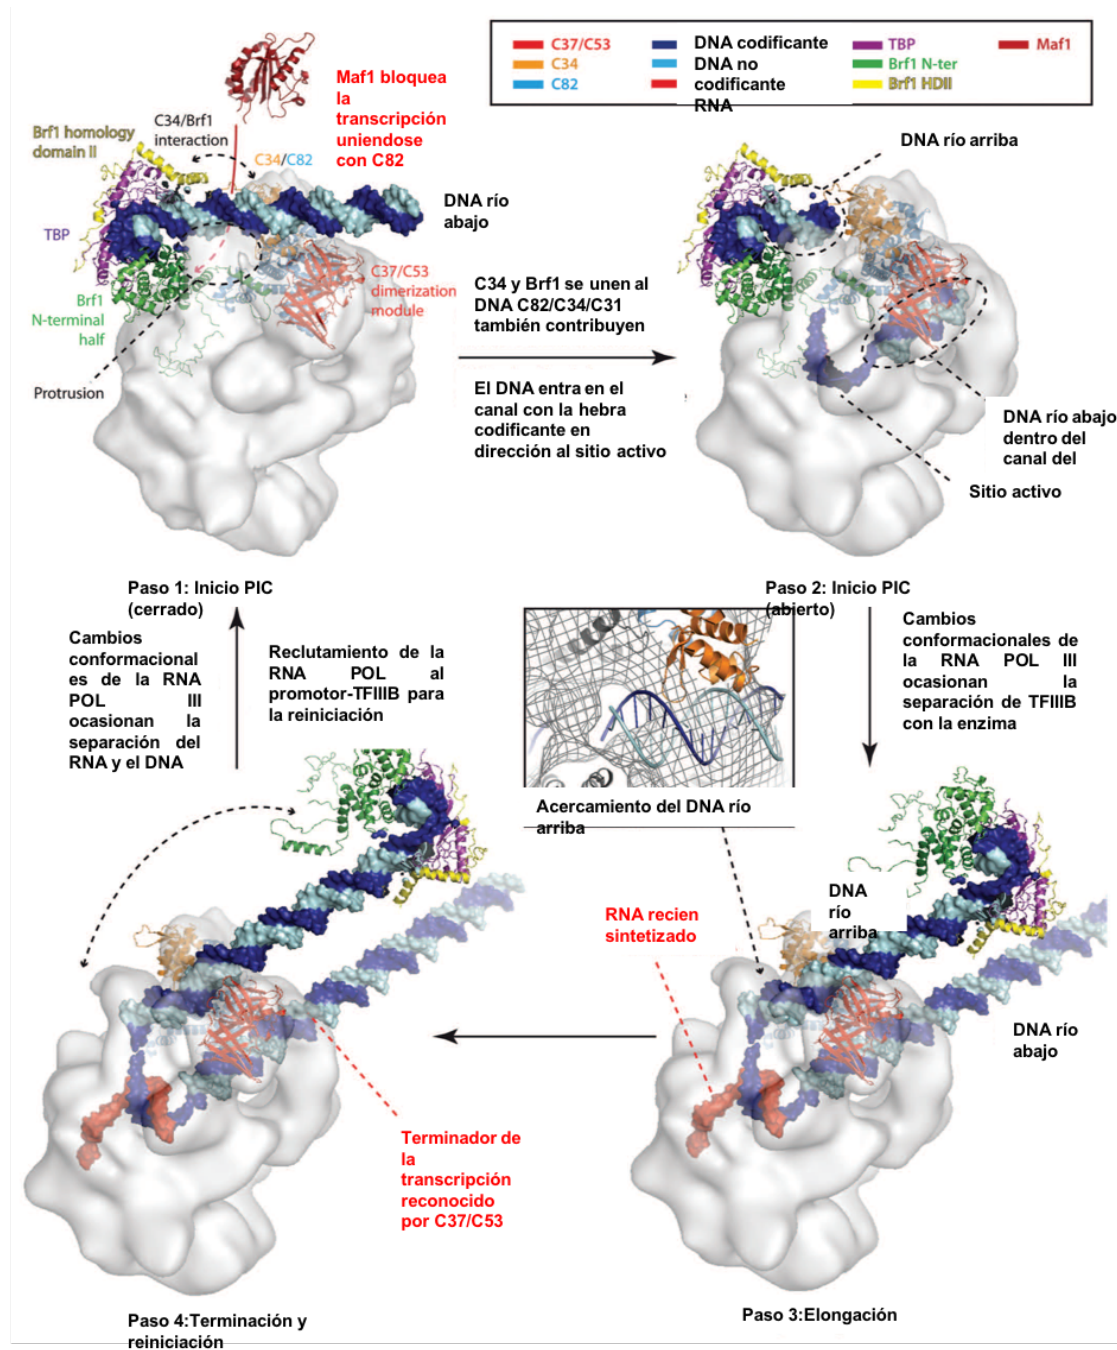 C37/C53
C34
C82
DNA codificante
DNA no
codificante
RNA
TBP
Brf1 N-ter
Brf1 HDII
Maf1
Maf1 bloquea
la
transcripción
uniendose
con C82
C34/Brf1
interaction
Brf1 homology
domain II
C34/C82
DNA río
abajo
TBP
Brf1
N-terminal
half
C37/C53
dimerization
module
Protrusion
C34 y Brf1 se unen al
DNA C82/C34/C31
también contribuyen
El DNA entra en el
canal con la hebra
codificante en
dirección al sitio activo
DNA río arriba
DNA río abajo
dentro del
canal del
Sitio activo
Paso 1: Inicio PIC
(cerrado)
Paso 2: Inicio PIC
(abierto)
Cambios
conformacional
es de la RNA
POL III
ocasionan la
separación del
RNA y el DNA
Reclutamiento de la
RNA POL al
promotor-TFIIIB para
la reiniciación
Cambios
conformacionales de
la RNA POL III
ocasionan la
separación de TFIIIB
con la enzima
Acercamiento del DNA río
arriba
DNA
río
arriba
RNA recien
sintetizado
DNA río
abajo
Terminador de
la
transcripción
reconocido
por C37/C53
Paso 4:Terminación y
reiniciación
Paso 3:Elongación